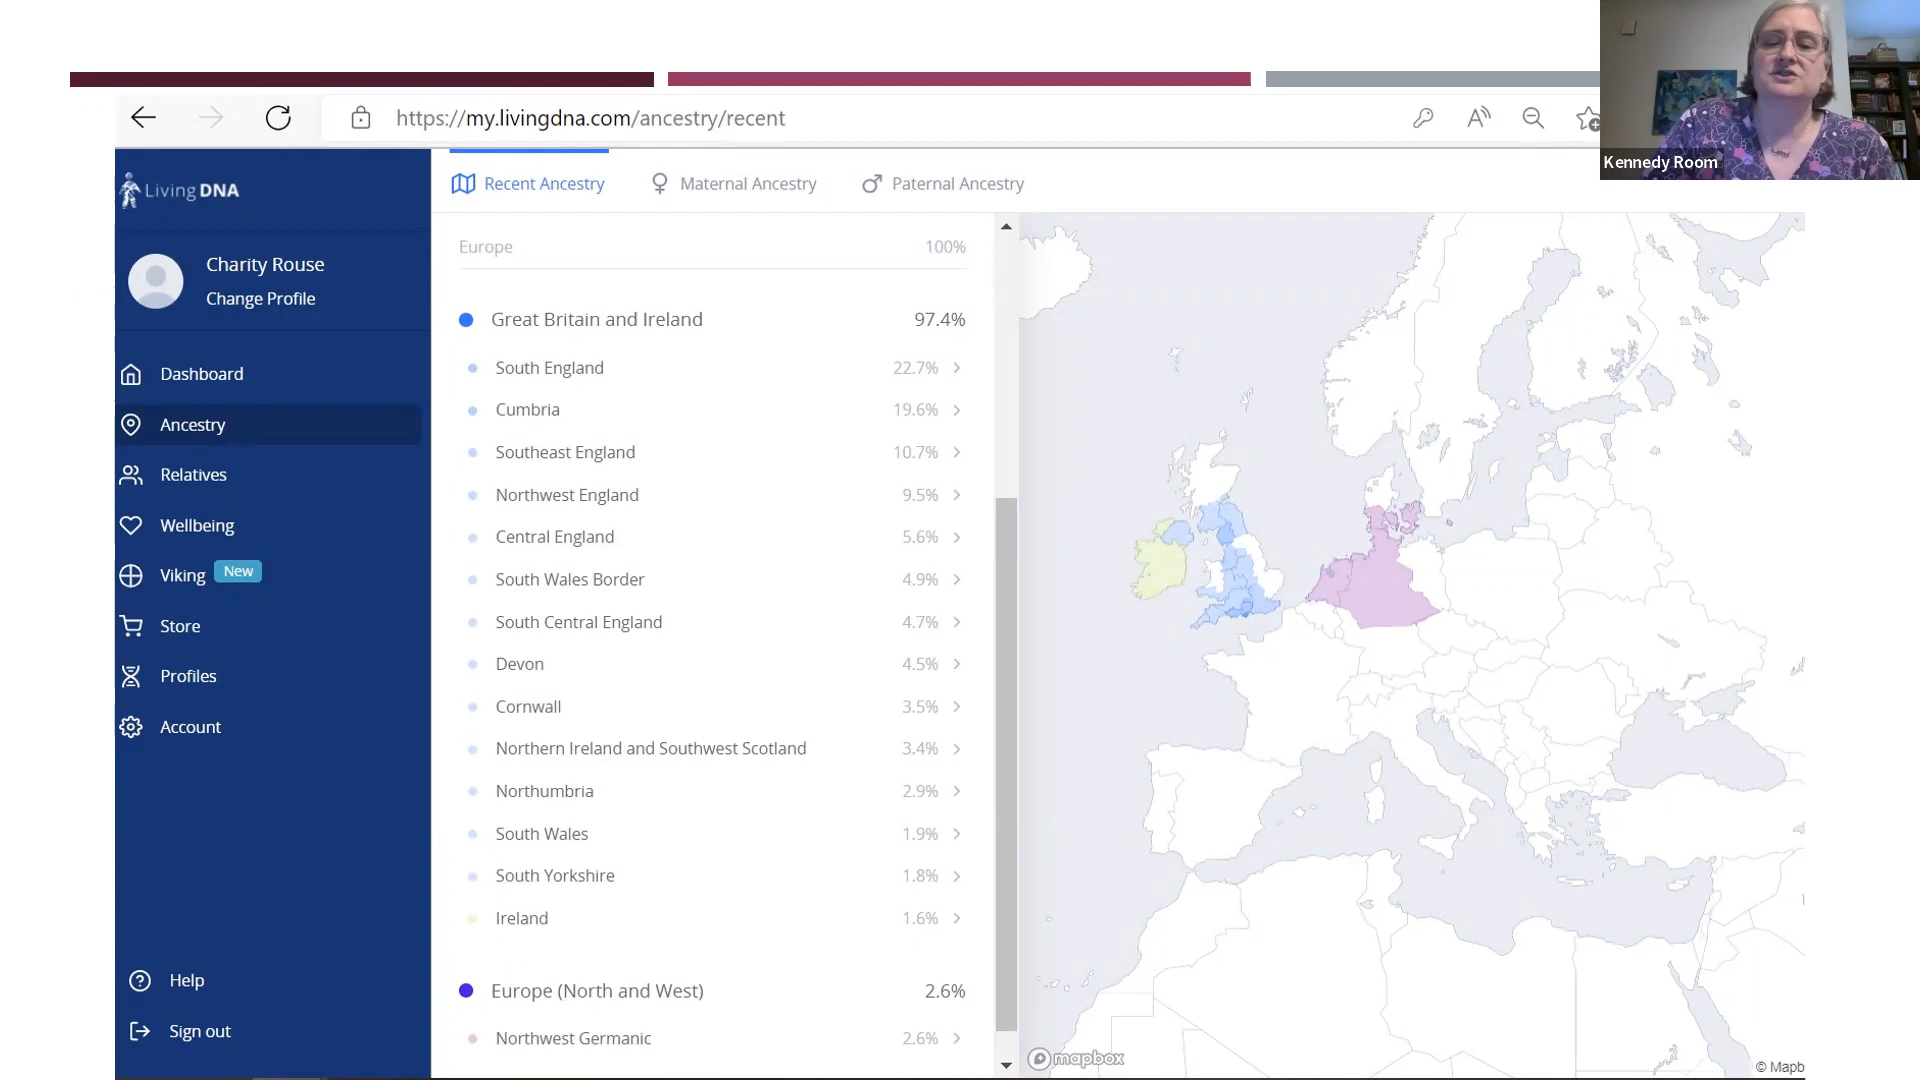 https://my.livingdna.com/ancestry/recent
Kennedy Room
Living DNA
Recent Ancestry
Maternal Ancestry
Paternal Ancestry
Charity Rouse
Change Profile
Dashboard
Ancestry
Relatives
Wellbeing
Viking New
Store
Profiles
Account
Help
Sign out
Europe 100%
Great Britain and Ireland 97.4%
South England 22.7%
Cumbria 19.6%
Southeast England 10.7%
Northwest England 9.5%
Central England 5.6%
South Wales Border 4.9%
South Central England 4.7%
Devon 4.5%
Cornwall 3.5%
Northern Ireland and Southwest Scotland 3.4%
Northumbria 2.9%
South Wales 1.9%
South Yorkshire 1.8%
Ireland 1.6%
Europe (North and West) 2.6%
Northwest Germanic 2.6%
mapbox
© Mapb